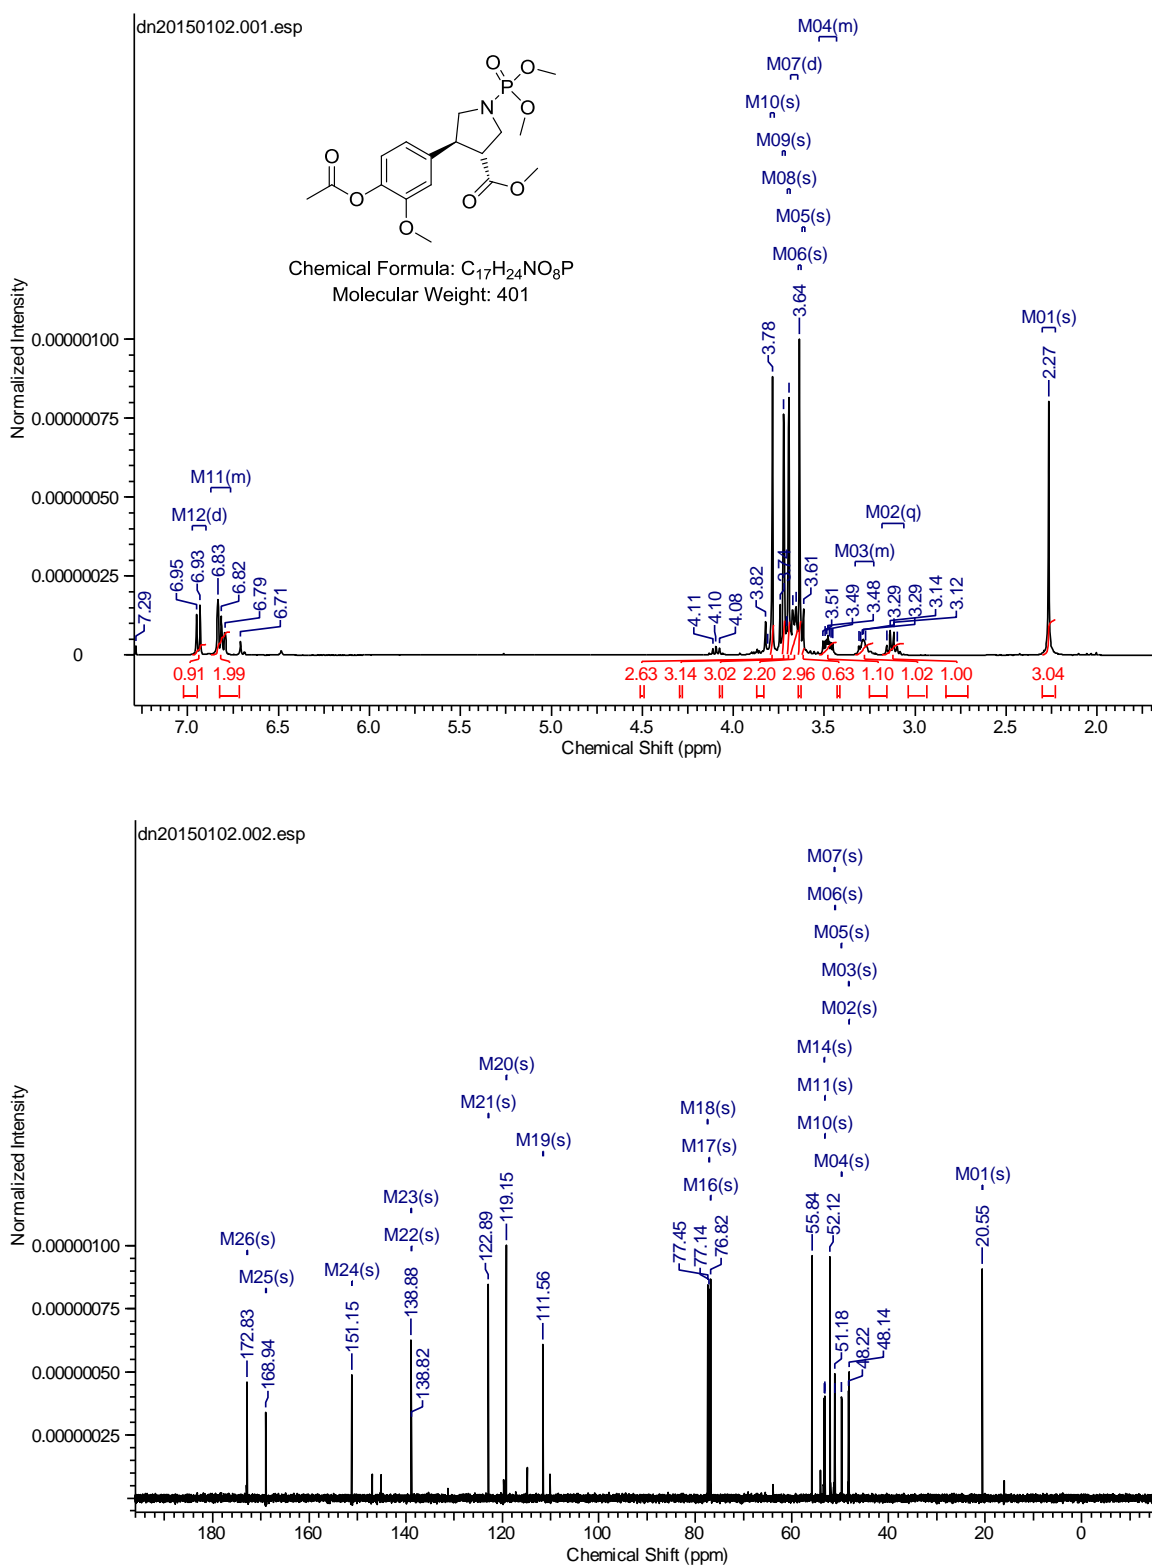 dn20150102.001.esp
M04(m)
M07(d)
M10(s)
M09(s)
M08(s)
M05(s)
M06(s)
M01(s)
M11(m)
M12(d)
M02(q)
M03(m)
O
P
O
O
N
O
O
O
O
O
Chemical Formula: C17H24NO8P
Molecular Weight: 401
Normalized Intensity
0.00000100
0.00000075
0.00000050
0.00000025
0
7.29
6.95
6.93
6.83
6.82
6.79
6.71
4.11
4.10
4.08
3.82
3.78
3.74
3.64
3.61
3.51
3.49
3.48
3.29
3.29
3.14
3.12
2.27
0.91 1.99 2.63 3.14 3.02 2.20 2.96 0.63 1.10 1.02 1.00 3.04
7.0 6.5 6.0 5.5 5.0 4.5 4.0 3.5 3.0 2.5 2.0
Chemical Shift (ppm)
dn20150102.002.esp
M07(s)
M06(s)
M05(s)
M03(s)
M02(s)
M14(s)
M11(s)
M10(s)
M04(s)
M20(s)
M21(s)
M19(s)
M18(s)
M17(s)
M16(s)
M01(s)
M23(s)
M22(s)
M26(s)
M25(s)
M24(s)
Normalized Intensity
0.00000100
0.00000075
0.00000050
0.00000025
172.83
168.94
151.15
138.88
138.82
122.89
119.15
111.56
77.45
77.14
76.82
55.84
52.12
51.18
48.22
48.14
20.55
180 160 140 120 100 80 60 40 20 0
Chemical Shift (ppm)